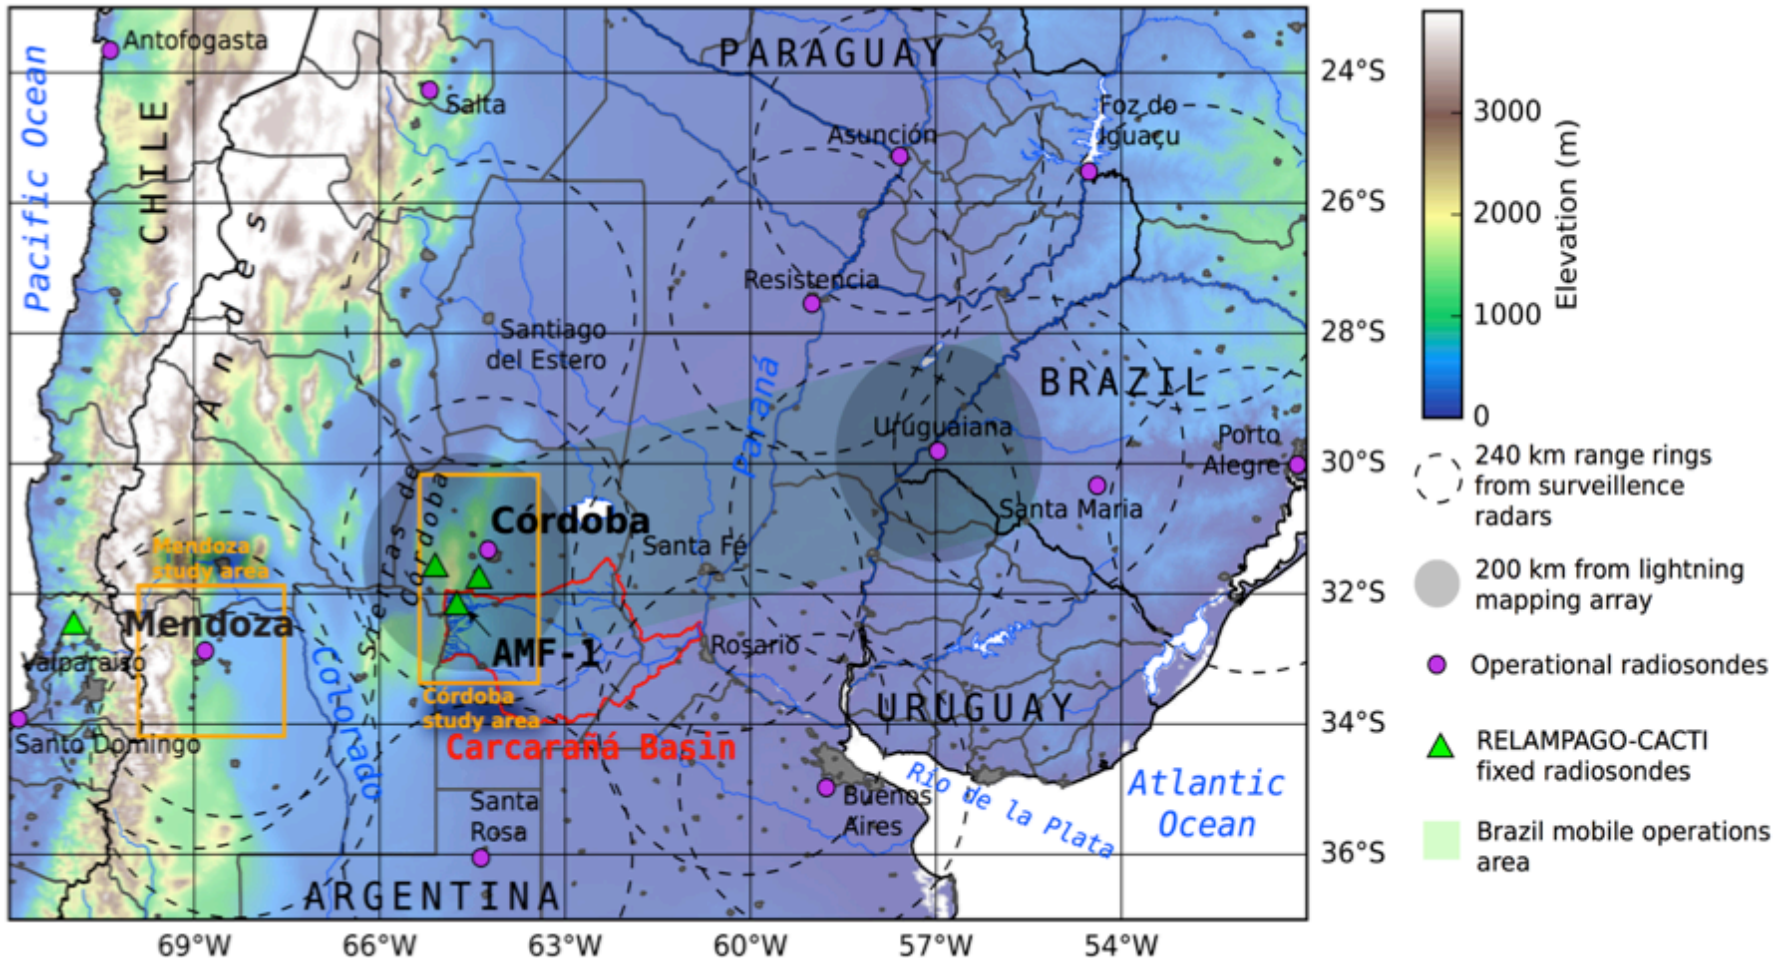 Pacific Ocean
Antofogasta
CHILE
Andes
Salta
PARAGUAY
Asunción
Foz do
Iguaçu
Resistencia
Santiago
del Estero
Paraná
BRAZIL
Uruguaiana
Porto
Alegre
Santa Maria
Sierras de
Córdoba
Córdoba
Santa Fé
Mendoza
study area
Mendoza
AMF-1
Rosario
Valparaíso
Colorado
Córdoba
study area
URUGUAY
Santo Domingo
Carcarañá Basin
Santa
Rosa
Buenos
Aires
Río de la Plata
Atlantic
Ocean
ARGENTINA
24°S
26°S
28°S
30°S
32°S
34°S
36°S
69°W
66°W
63°W
60°W
57°W
54°W
3000
2000
1000
0
Elevation (m)
240 km range rings
from surveillence
radars
200 km from lightning
mapping array
Operational radiosondes
RELAMPAGO-CACTI
fixed radiosondes
Brazil mobile operations
area